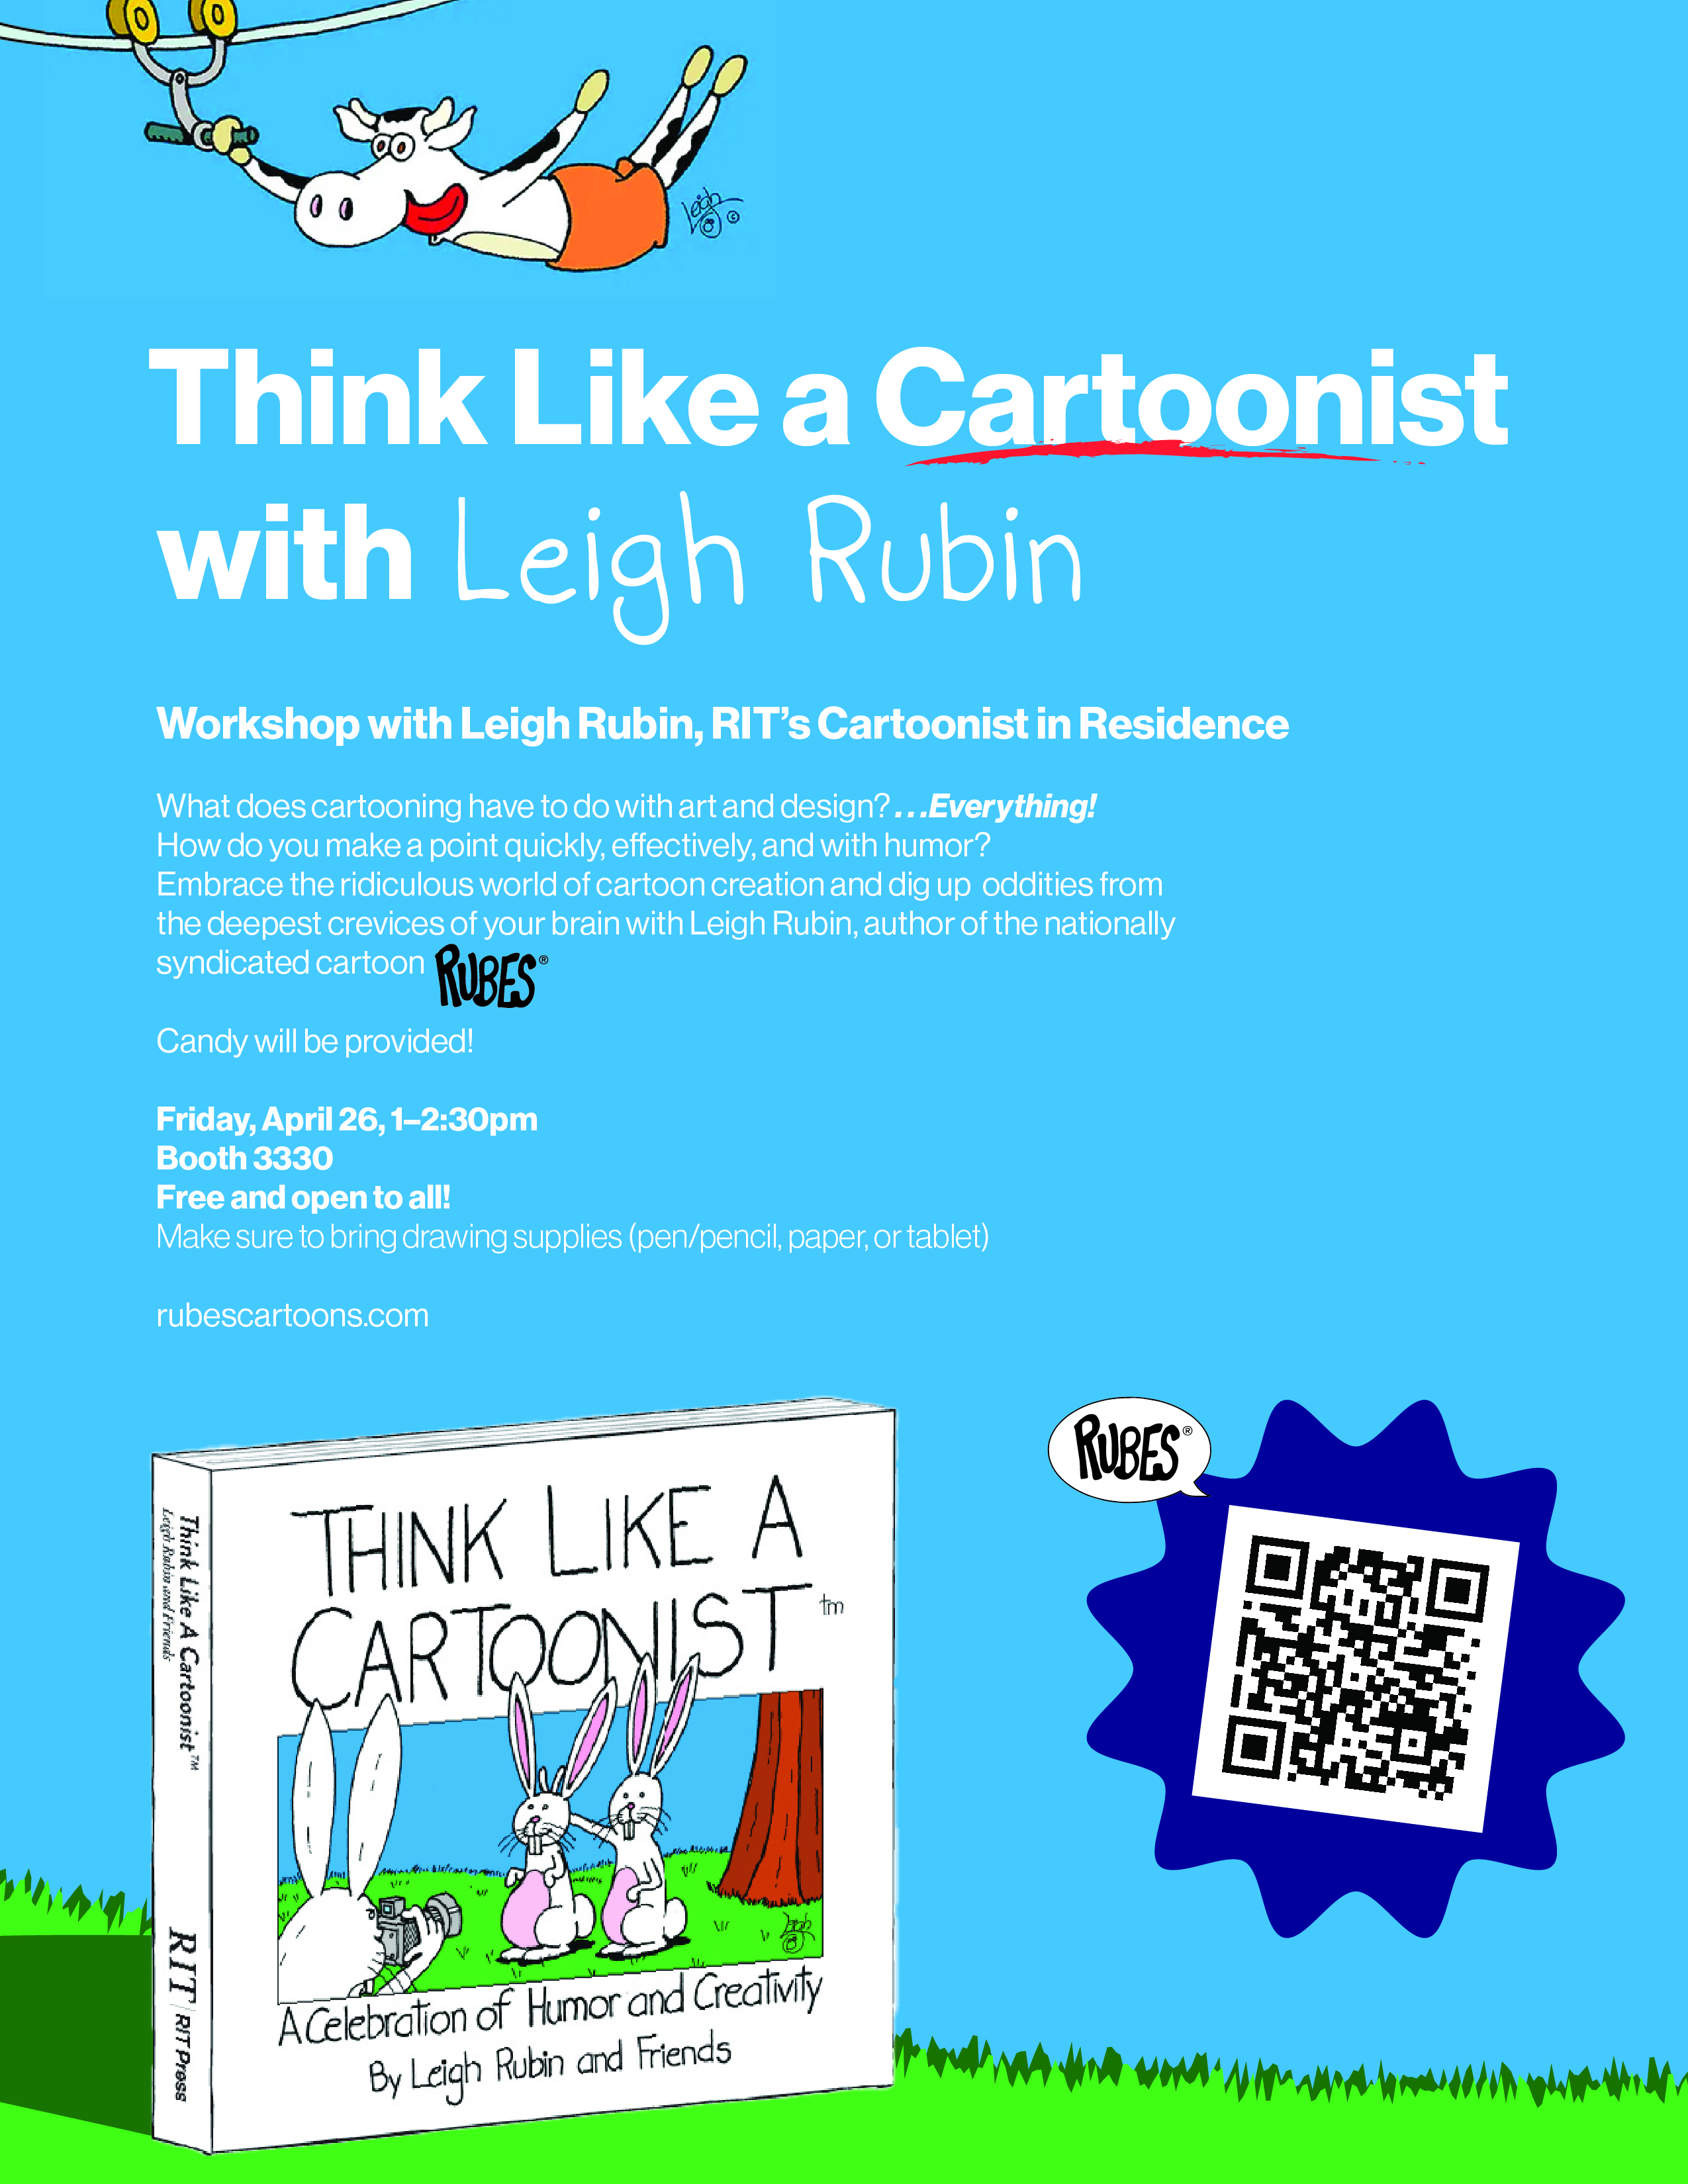 Leigh ©
Think Like a Cartoonist
with Leigh Rubin
Workshop with Leigh Rubin, RIT's Cartoonist in Residence
What does cartooning have to do with art and design? . . .Everything!
How do you make a point quickly, effectively, and with humor?
Embrace the ridiculous world of cartoon creation and dig up oddities from
the deepest crevices of your brain with Leigh Rubin, author of the nationally
syndicated cartoon RUBES®
Candy will be provided!
Friday, April 26, 1–2:30pm
Booth 3330
Free and open to all!
Make sure to bring drawing supplies (pen/pencil, paper, or tablet)
rubescartoons.com
RUBES®
Think Like A Cartoonist™
Leigh Rubin and Friends
RIT | RIT Press
THINK LIKE A
CARTOONIST™
Leigh
A Celebration of Humor and Creativity
By Leigh Rubin and Friends